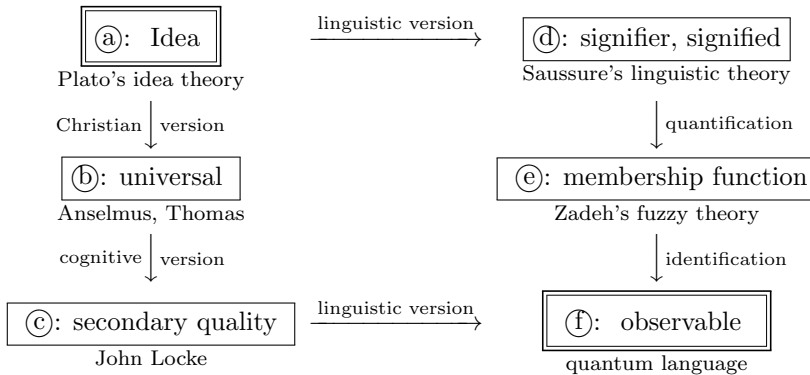 ⓐ: Idea linguistic version ⓓ: signifier, signified
Plato's idea theory Saussure's linguistic theory
Christian version quantification
ⓑ: universal ⓔ: membership function
Anselmus, Thomas Zadeh's fuzzy theory
cognitive version identification
ⓒ: secondary quality linguistic version ⓕ: observable
John Locke quantum language